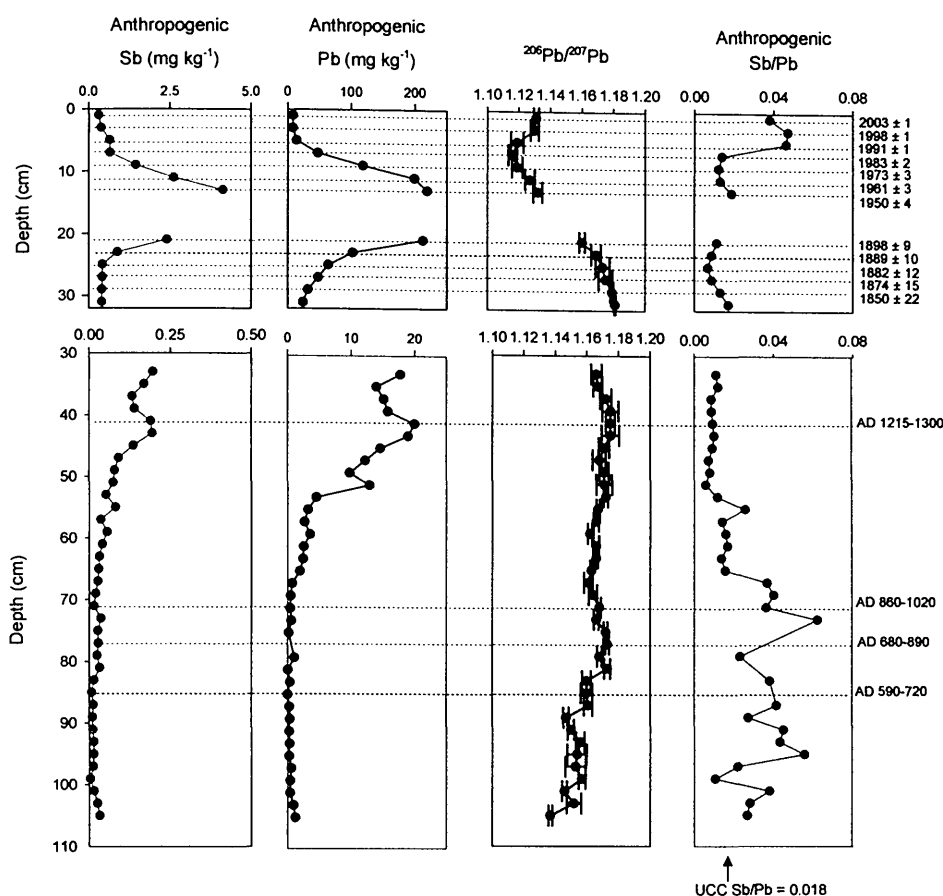 Anthropogenic Sb (mg kg⁻¹)
Anthropogenic Pb (mg kg⁻¹)
²⁰⁶Pb/²⁰⁷Pb
Anthropogenic Sb/Pb
0.0 2.5 5.0
0 100 200
1.10 1.12 1.14 1.16 1.18 1.20
0.00 0.04 0.08
Depth (cm)
0
10
20
30
2003 ± 1
1998 ± 1
1991 ± 1
1983 ± 2
1973 ± 3
1961 ± 3
1950 ± 4
1898 ± 9
1889 ± 10
1882 ± 12
1874 ± 15
1850 ± 22
0.00 0.25 0.50
0 10 20
1.10 1.12 1.14 1.16 1.18 1.20
0.00 0.04 0.08
Depth (cm)
30
40
50
60
70
80
90
100
110
AD 1215-1300
AD 860-1020
AD 680-890
AD 590-720
UCC Sb/Pb = 0.018